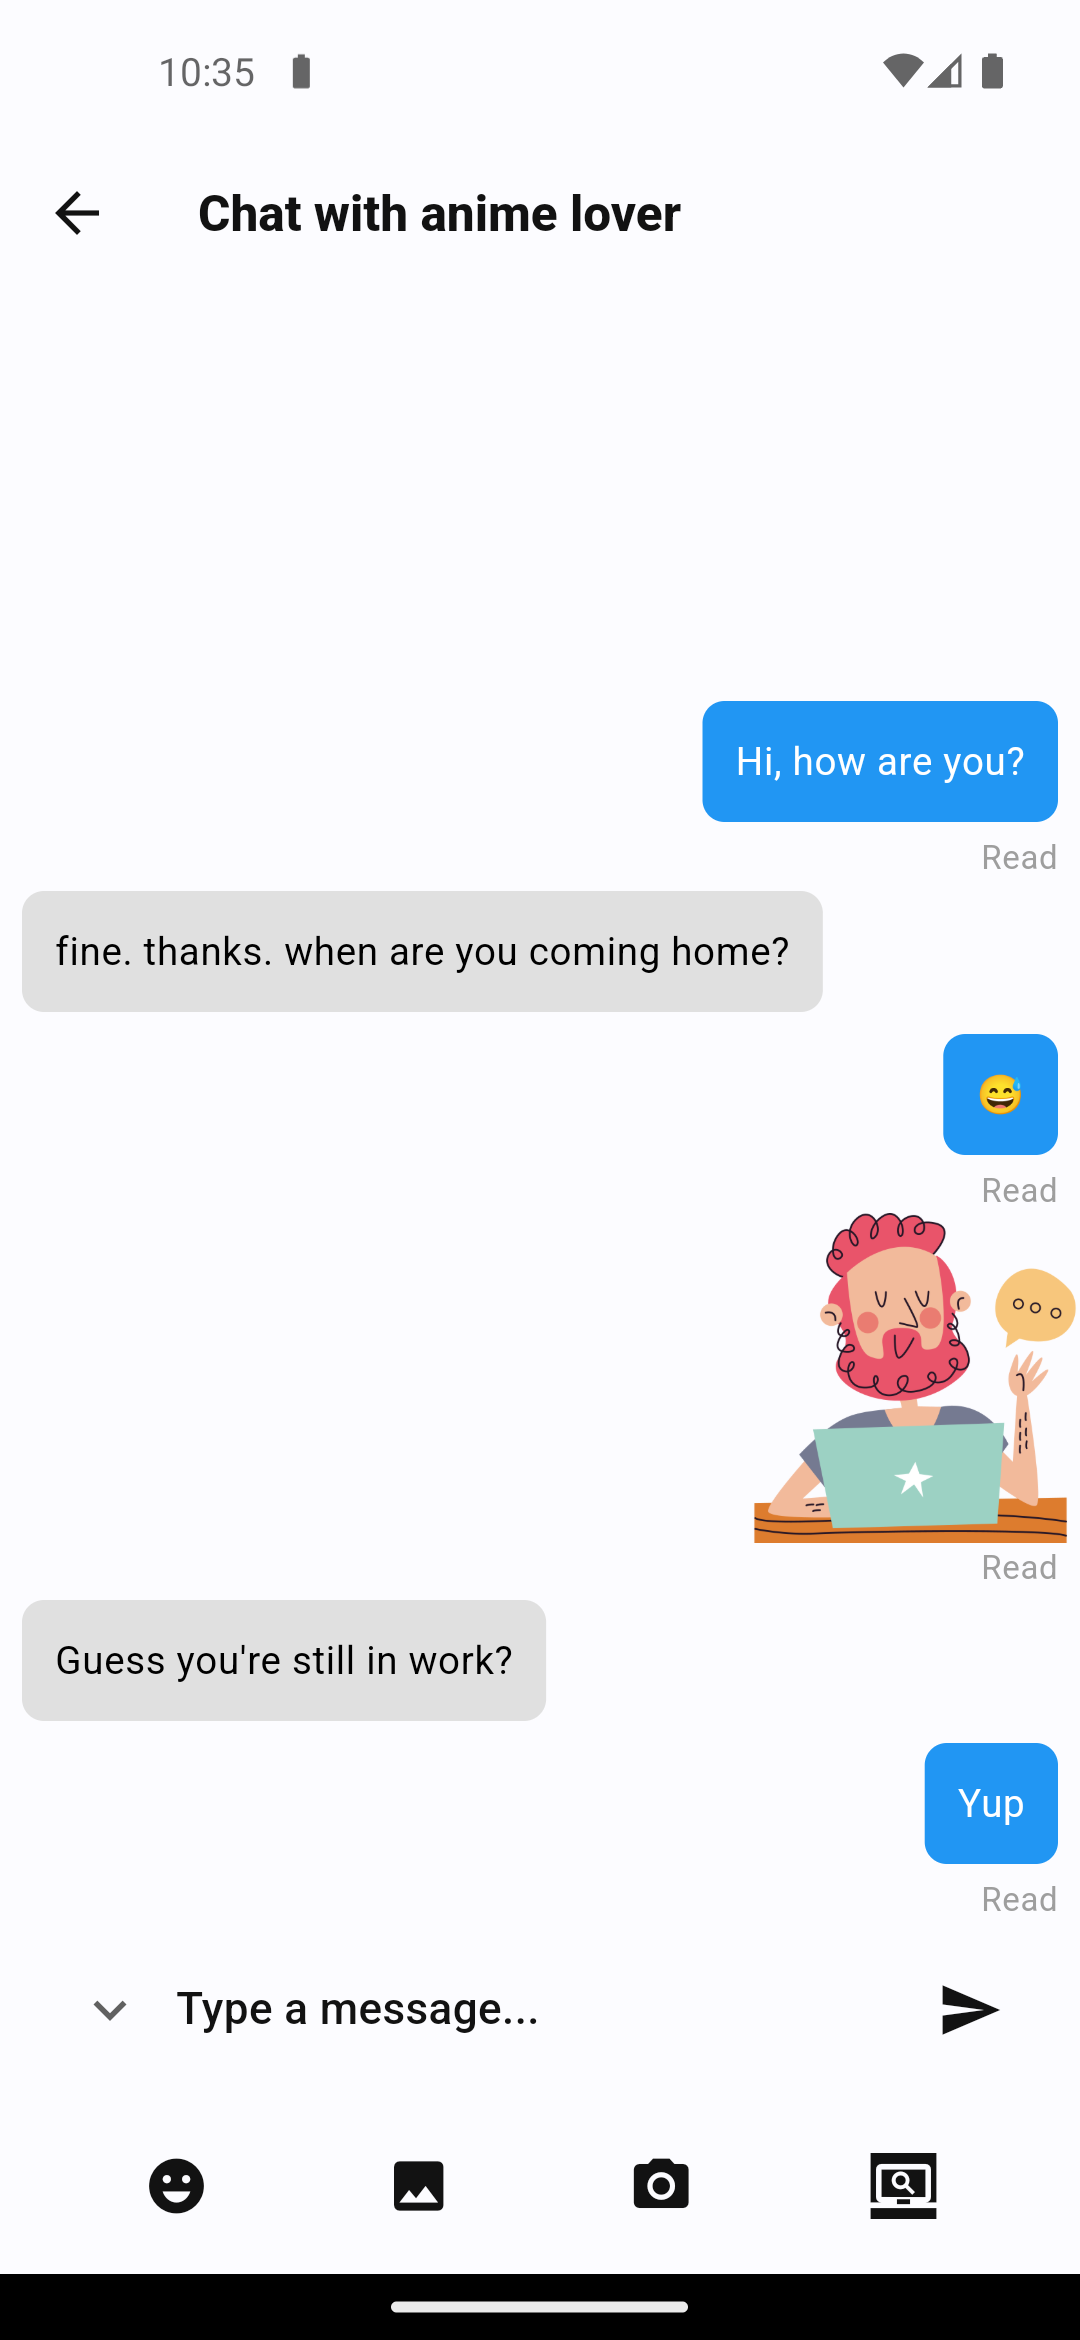 10:35
Chat with anime lover
Hi, how are you?
Read
fine. thanks. when are you coming home?
😅
Read
Read
Guess you're still in work?
Yup
Read
Type a message...